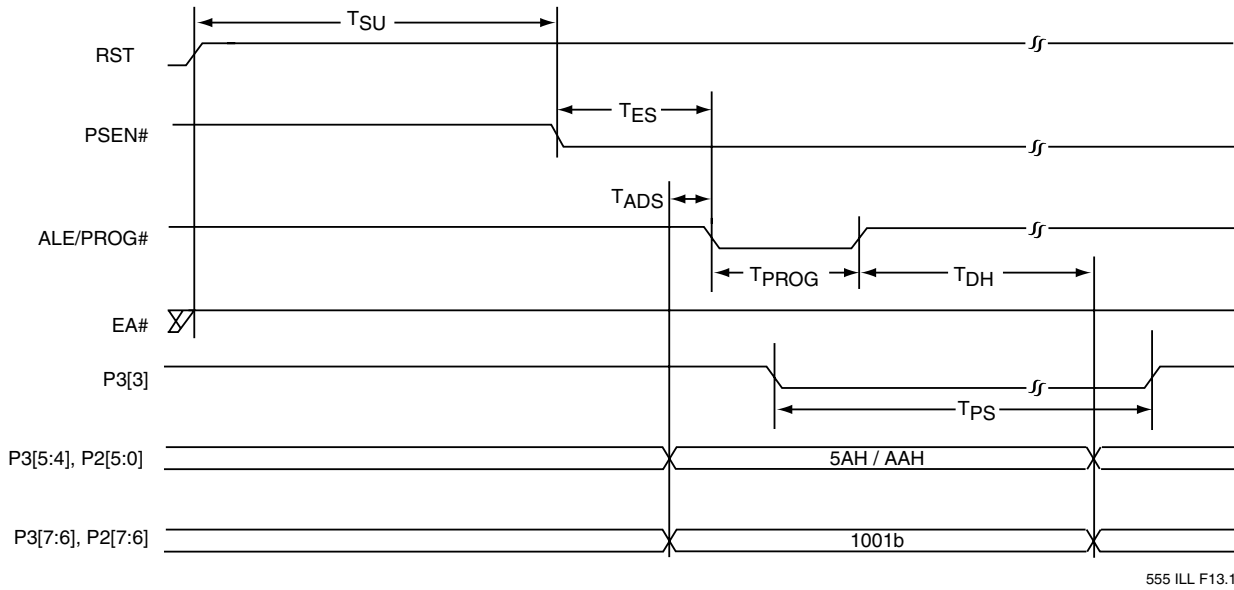 TSU
RST
TES
PSEN#
TADS
ALE/PROG#
TPROG
TDH
EA#
P3[3]
TPS
P3[5:4], P2[5:0]
5AH / AAH
P3[7:6], P2[7:6]
1001b
555 ILL F13.1